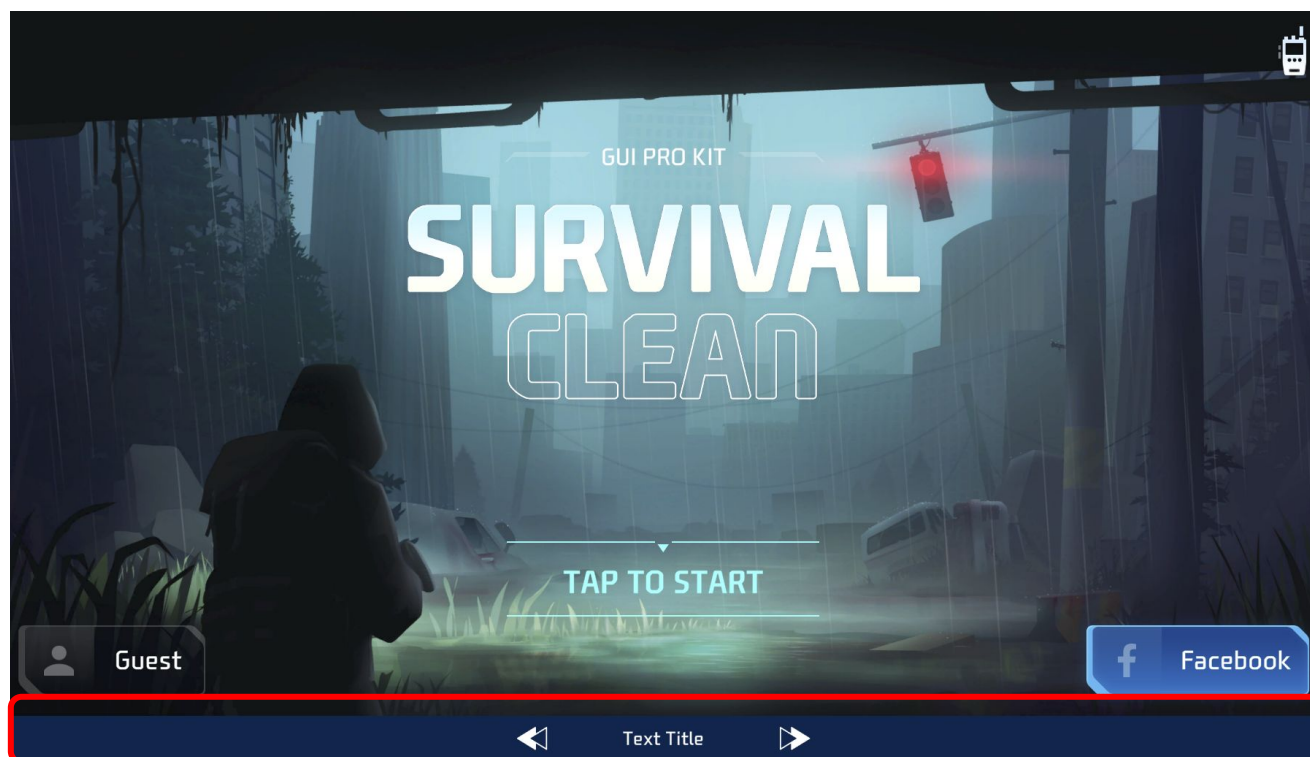 GUI PRO KIT
SURVIVAL
CLEAN
TAP TO START
Guest
Facebook
Text Title